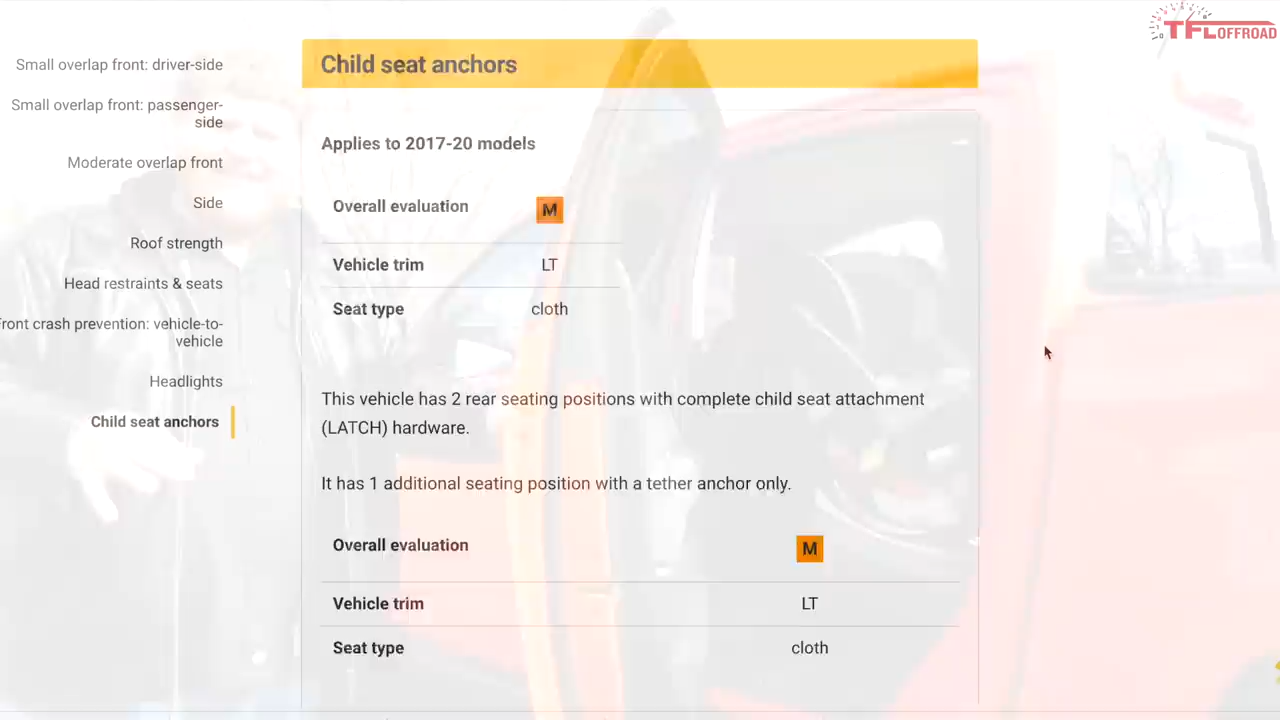 TFLOFFROAD
Small overlap front: driver-side
Small overlap front: passenger-
side
Moderate overlap front
Side
Roof strength
Head restraints & seats
Front crash prevention: vehicle-to-
vehicle
Headlights
Child seat anchors
Child seat anchors
Applies to 2017-20 models
Overall evaluation M
Vehicle trim LT
Seat type cloth
This vehicle has 2 rear seating positions with complete child seat attachment
(LATCH) hardware.
It has 1 additional seating position with a tether anchor only.
Overall evaluation M
Vehicle trim LT
Seat type cloth